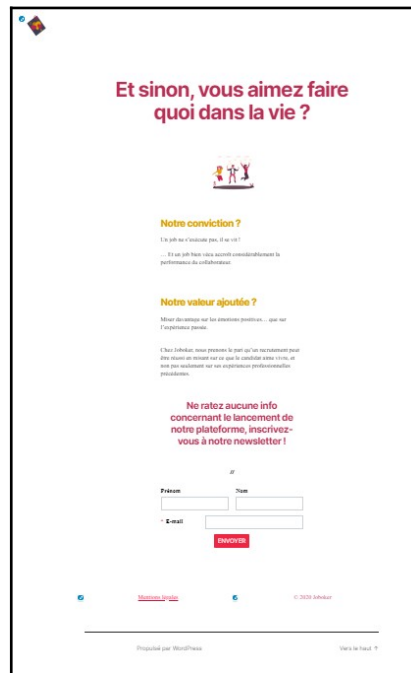 Et sinon, vous aimez faire
quoi dans la vie ?
Notre conviction ?
Un job ne s'exécute pas, il se vit !
… Et un job bien vécu accroît considérablement la
performance du collaborateur.
Notre valeur ajoutée ?
Miser davantage sur les émotions positives… que sur
l'expérience passée.
Chez Joboker, nous prenons le parti qu'un recrutement peut
être réussi en misant sur ce que le candidat aime vivre, et
non pas seulement sur ses expériences professionnelles
précédentes.
Ne ratez aucune info
concernant le lancement de
notre plateforme, inscrivez-
vous à notre newsletter !
///
Prénom Nom
* E-mail
ENVOYER
Mentions légales © 2020 Joboker
Propulsé par WordPress Vers le haut ↑